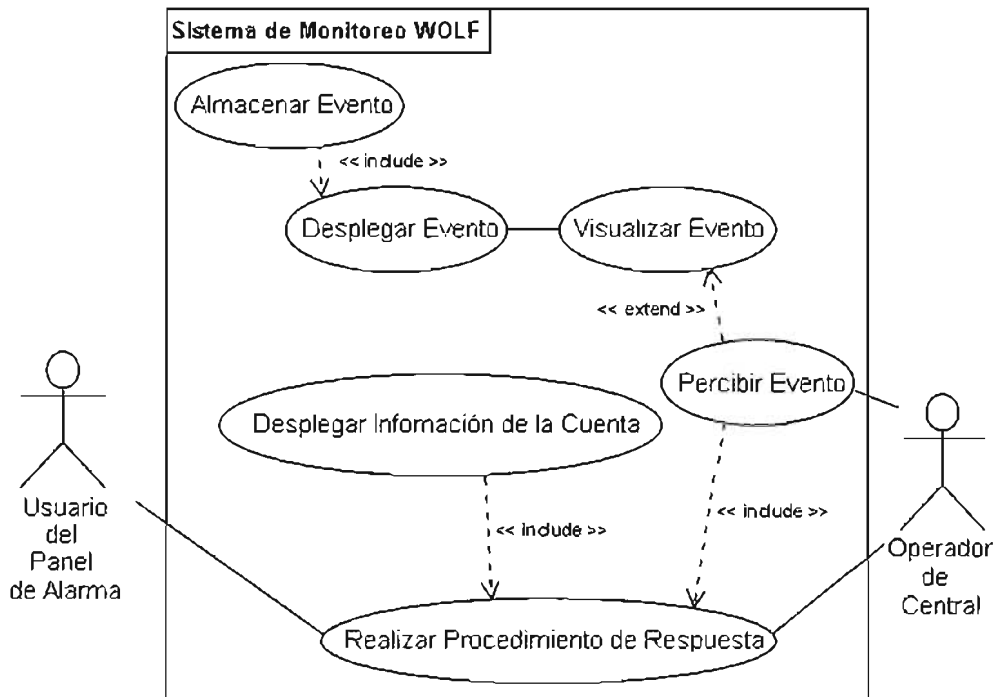 Sistema de Monitoreo WOLF
Almacenar Evento
<< include >>
Desplegar Evento
Visualizar Evento
<< extend >>
Percibir Evento
Desplegar Infomación de la Cuenta
Usuario
del
Panel
de Alarma
<< include >>
<< include >>
Operador
de
Central
Realizar Procedimiento de Respuesta